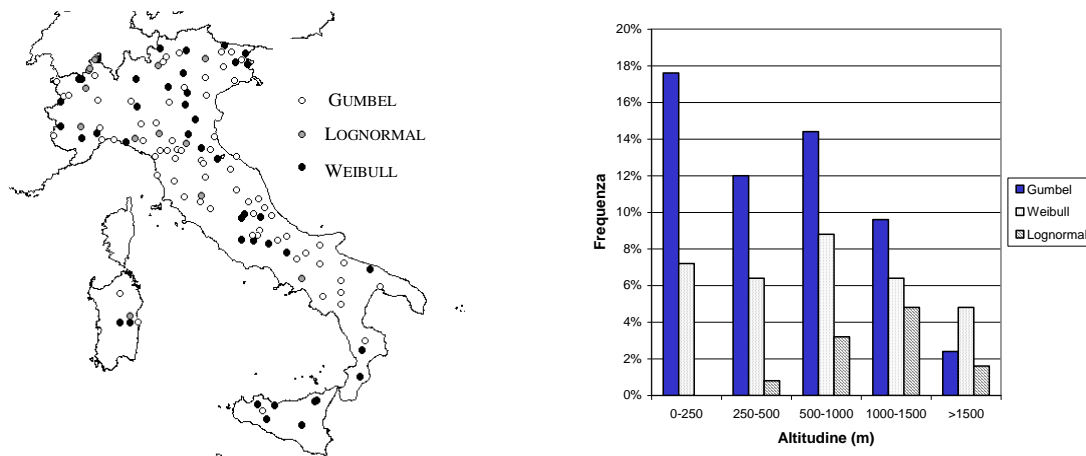 GUMBEL
LOGNORMAL
WEIBULL
20%
18%
16%
14%
12%
10%
8%
6%
4%
2%
0%
Frequenza
0-250
250-500
500-1000
1000-1500
>1500
Altitudine (m)
Gumbel
Weibull
Lognormal